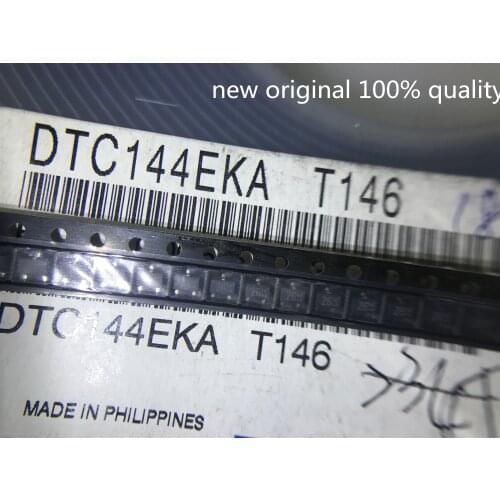 new original 100% quality
DTC144EKA T146
DTC144EKA T146
MADE IN PHILIPPINES